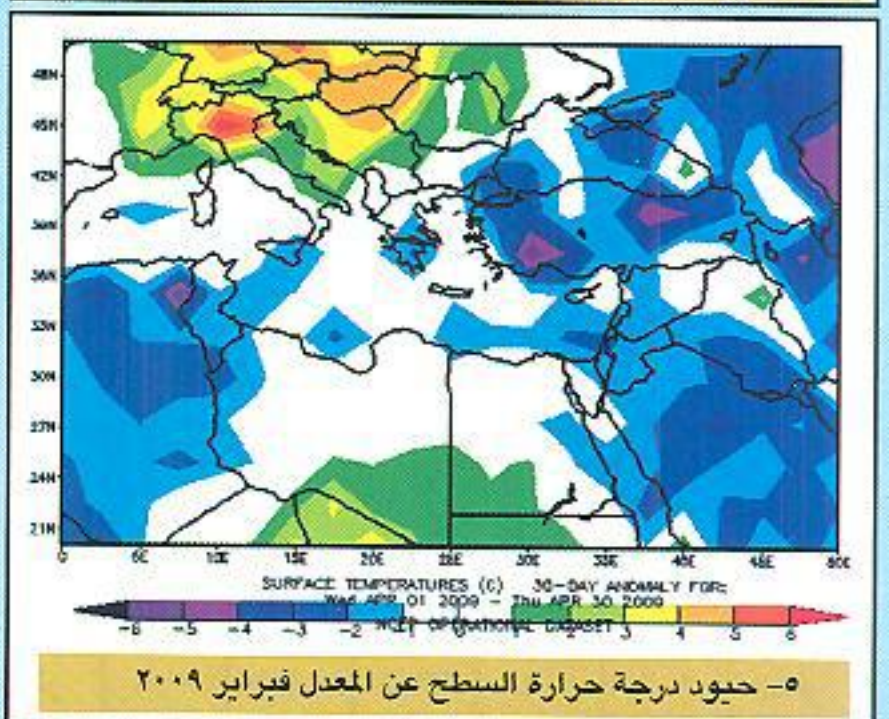 48N
45N
42N
39N
36N
33N
30N
27N
24N
21N
0 5E 10E 15E 20E 25E 30E 35E 40E 45E 50E
SURFACE TEMPERATURES (C) 30-DAY ANOMALY FOR:
Wed APR 01 2009 - Thu APR 30 2009
NCEP OPERATIONAL DATASET
-6 -5 -4 -3 -2 -1 1 2 3 4 5 6
٥- حيود درجة حرارة السطح عن المعدل فبراير ٢٠٠٩